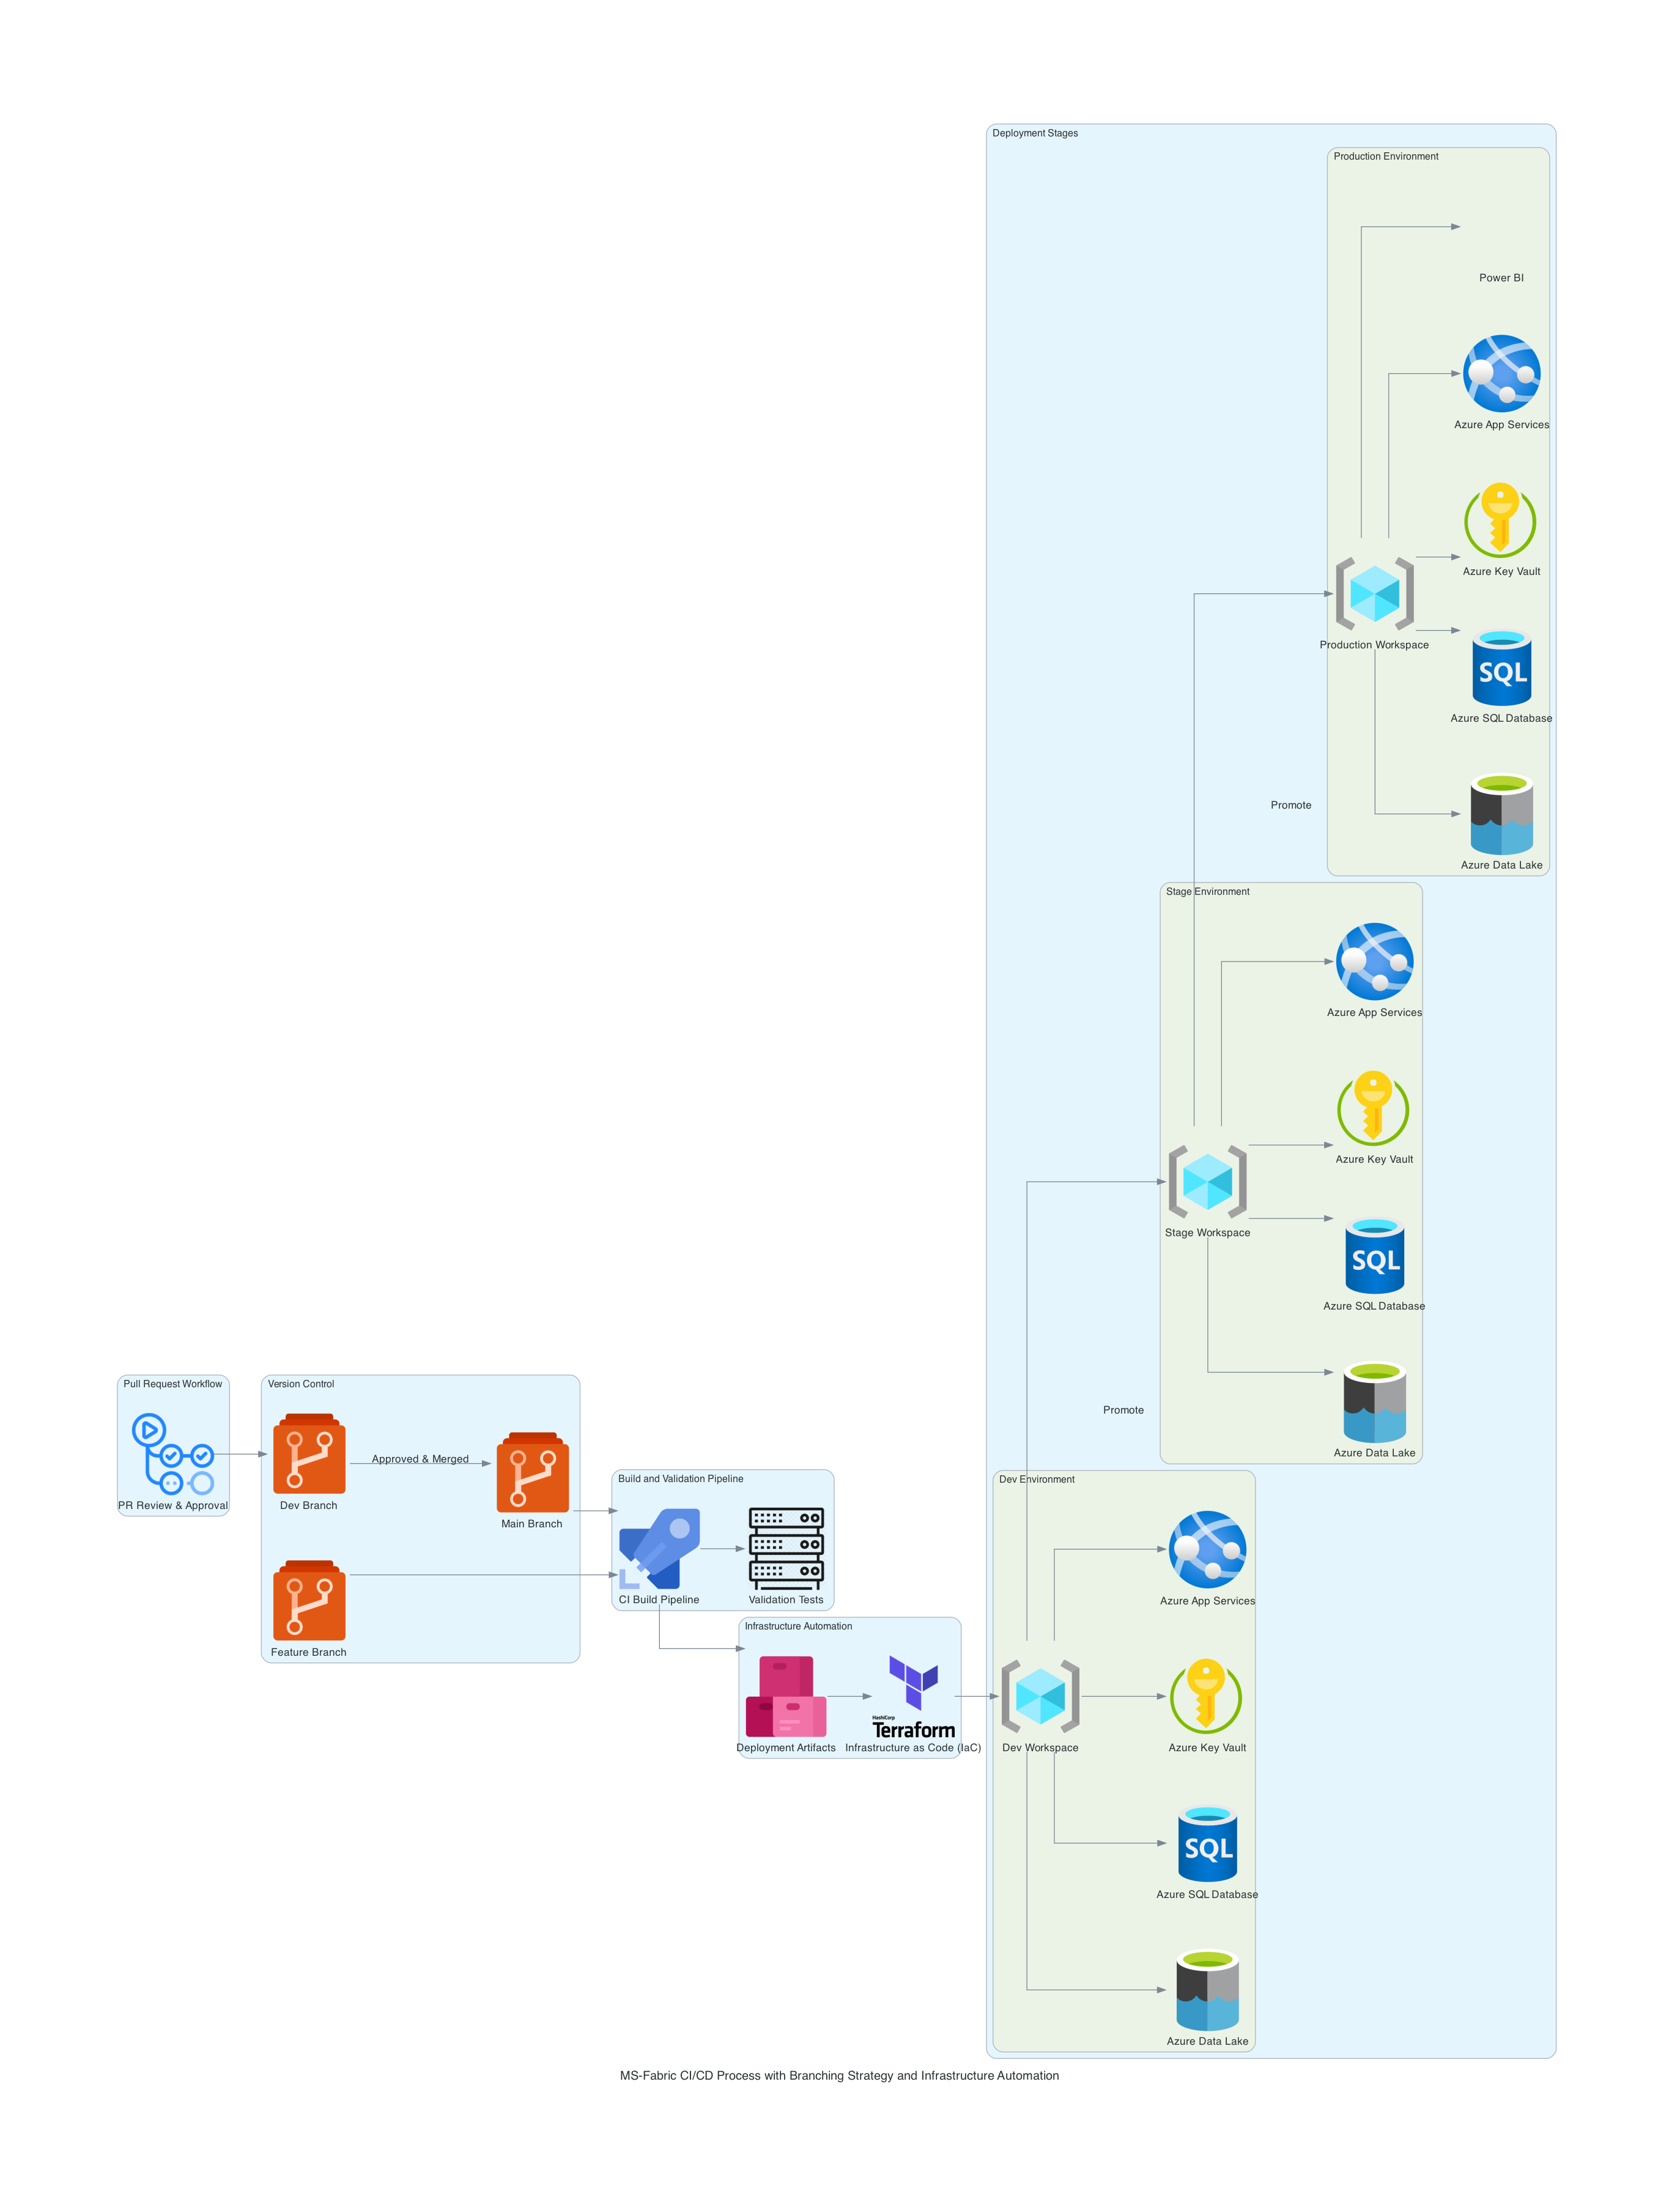 Deployment Stages
Production Environment
Power BI
Azure App Services
Azure Key Vault
Production Workspace
SQL
Azure SQL Database
Promote
Azure Data Lake
Stage Environment
Azure App Services
Azure Key Vault
Stage Workspace
SQL
Azure SQL Database
Promote
Azure Data Lake
Pull Request Workflow
PR Review & Approval
Version Control
Dev Branch
Approved & Merged
Main Branch
Feature Branch
Build and Validation Pipeline
CI Build Pipeline
Validation Tests
Infrastructure Automation
Deployment Artifacts
HashiCorp
Terraform
Infrastructure as Code (IaC)
Dev Environment
Azure App Services
Dev Workspace
Azure Key Vault
SQL
Azure SQL Database
Azure Data Lake
MS-Fabric CI/CD Process with Branching Strategy and Infrastructure Automation